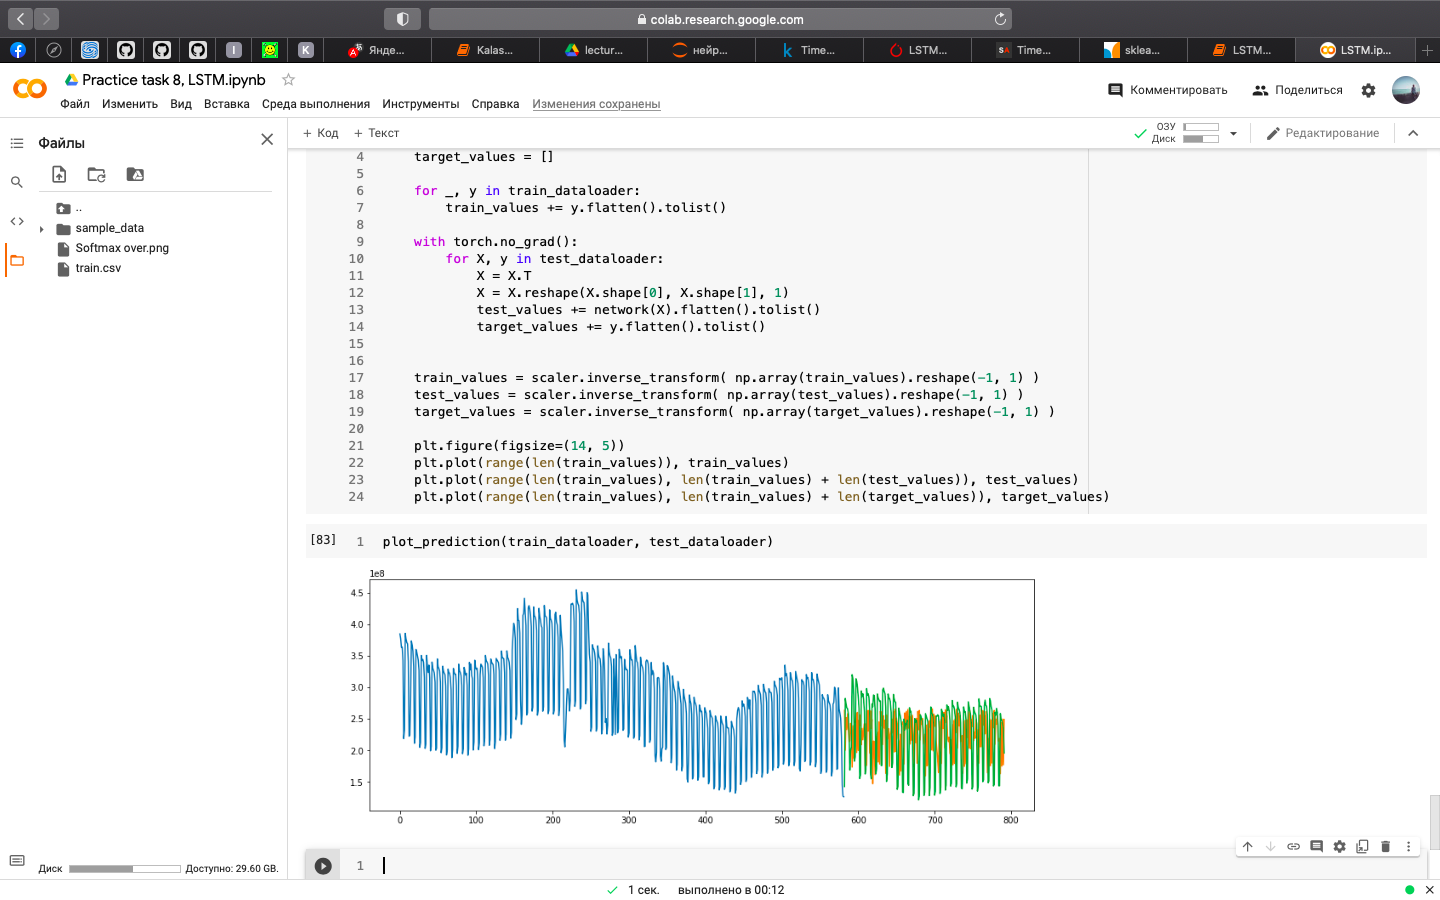 colab.research.google.com
Янде...
Kalas...
lectur...
нейр...
Time...
LSTM...
Time...
sklea...
LSTM...
LSTM.ip...
Practice task 8, LSTM.ipynb
Файл Изменить Вид Вставка Среда выполнения Инструменты Справка Изменения сохранены
Комментировать
Поделиться
Файлы
..
sample_data
Softmax over.png
train.csv
Диск
Доступно: 29.60 GB.
+ Код + Текст
ОЗУ
Диск
Редактирование
4 target_values = []
5
6 for _, y in train_dataloader:
7 train_values += y.flatten().tolist()
8
9 with torch.no_grad():
10 for X, y in test_dataloader:
11 X = X.T
12 X = X.reshape(X.shape[0], X.shape[1], 1)
13 test_values += network(X).flatten().tolist()
14 target_values += y.flatten().tolist()
15
16
17 train_values = scaler.inverse_transform( np.array(train_values).reshape(-1, 1) )
18 test_values = scaler.inverse_transform( np.array(test_values).reshape(-1, 1) )
19 target_values = scaler.inverse_transform( np.array(target_values).reshape(-1, 1) )
20
21 plt.figure(figsize=(14, 5))
22 plt.plot(range(len(train_values)), train_values)
23 plt.plot(range(len(train_values), len(train_values) + len(test_values)), test_values)
24 plt.plot(range(len(train_values), len(train_values) + len(target_values)), target_values)
[83] 1 plot_prediction(train_dataloader, test_dataloader)
1e8
4.5
4.0
3.5
3.0
2.5
2.0
1.5
0 100 200 300 400 500 600 700 800
1
1 сек. выполнено в 00:12